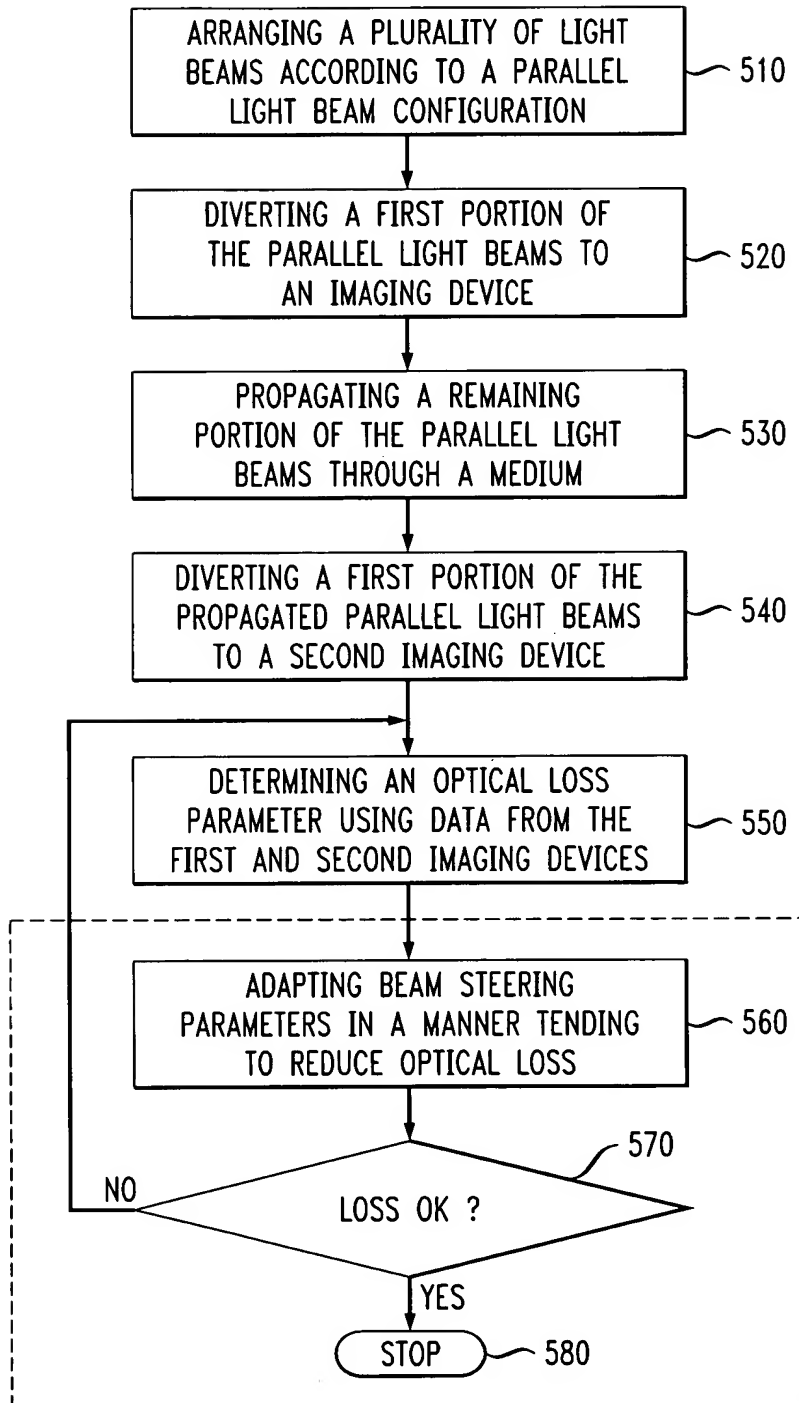 ARRANGING A PLURALITY OF LIGHT
BEAMS ACCORDING TO A PARALLEL
LIGHT BEAM CONFIGURATION
510
DIVERTING A FIRST PORTION OF
THE PARALLEL LIGHT BEAMS TO
AN IMAGING DEVICE
520
PROPAGATING A REMAINING
PORTION OF THE PARALLEL LIGHT
BEAMS THROUGH A MEDIUM
530
DIVERTING A FIRST PORTION OF THE
PROPAGATED PARALLEL LIGHT BEAMS
TO A SECOND IMAGING DEVICE
540
DETERMINING AN OPTICAL LOSS
PARAMETER USING DATA FROM THE
FIRST AND SECOND IMAGING DEVICES
550
ADAPTING BEAM STEERING
PARAMETERS IN A MANNER TENDING
TO REDUCE OPTICAL LOSS
560
570
NO
LOSS OK ?
YES
STOP
580